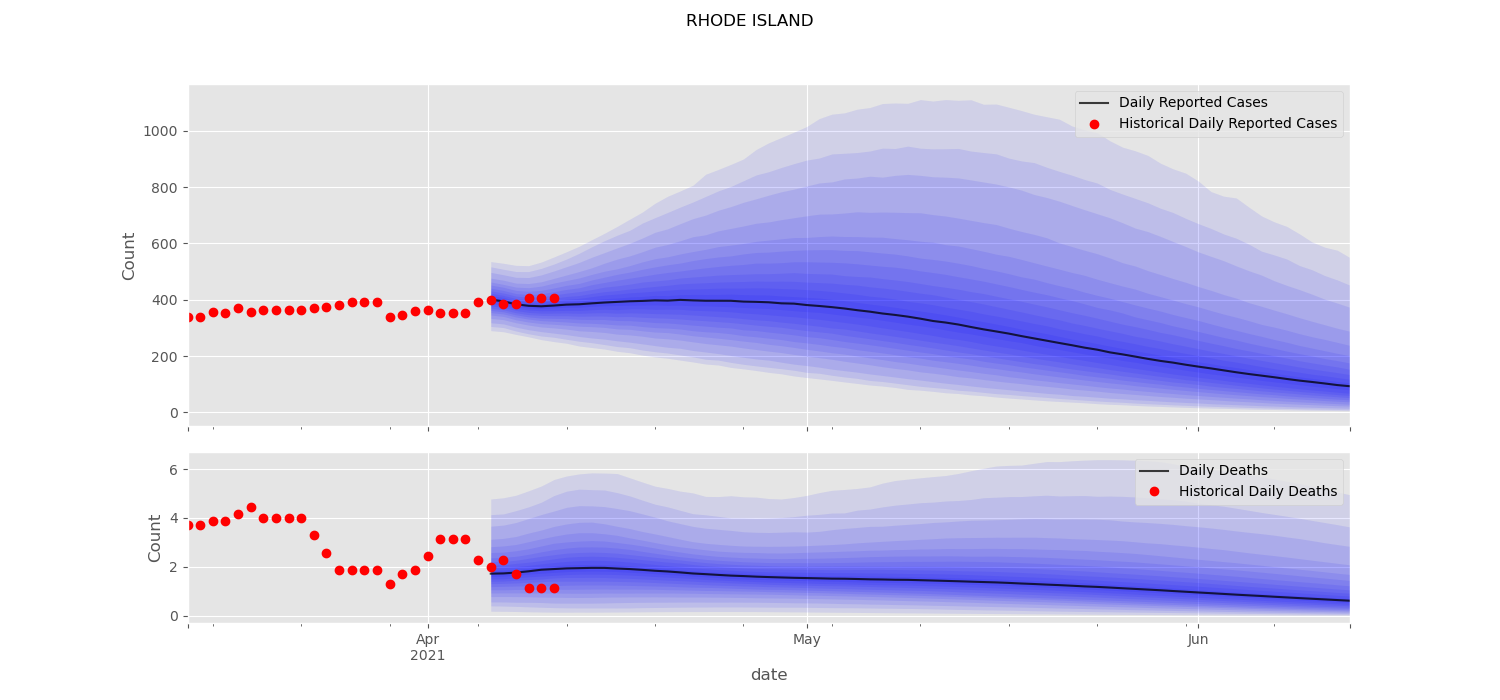 RHODE ISLAND
Count
1000
800
600
400
200
0
Daily Reported Cases
Historical Daily Reported Cases
Count
6
4
2
0
Daily Deaths
Historical Daily Deaths
Apr
2021
May
Jun
date